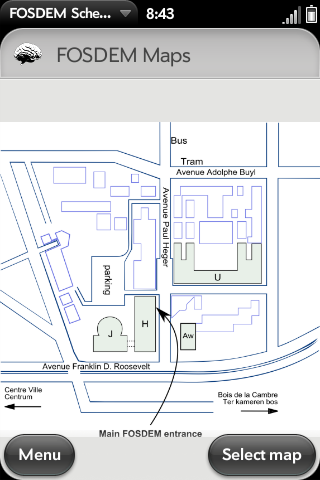 FOSDEM Sche...
8:43
FOSDEM Maps
Bus
Tram
Avenue Adolphe Buyl
Avenue Paul Heger
parking
U
J
H
Aw
Avenue Franklin D. Roosevelt
Centre Ville
Centrum
Bois de la Cambre
Ter kameren bos
Main FOSDEM entrance
Menu
Select map